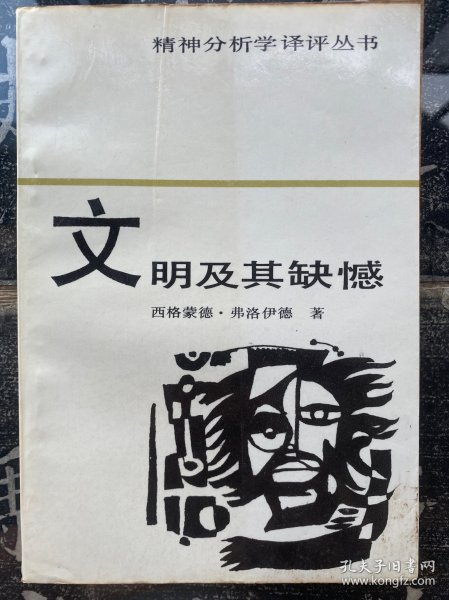 精神分析学译评丛书
文明及其缺憾
西格蒙德·弗洛伊德 著
孔夫子旧书网
www.kongfz.com